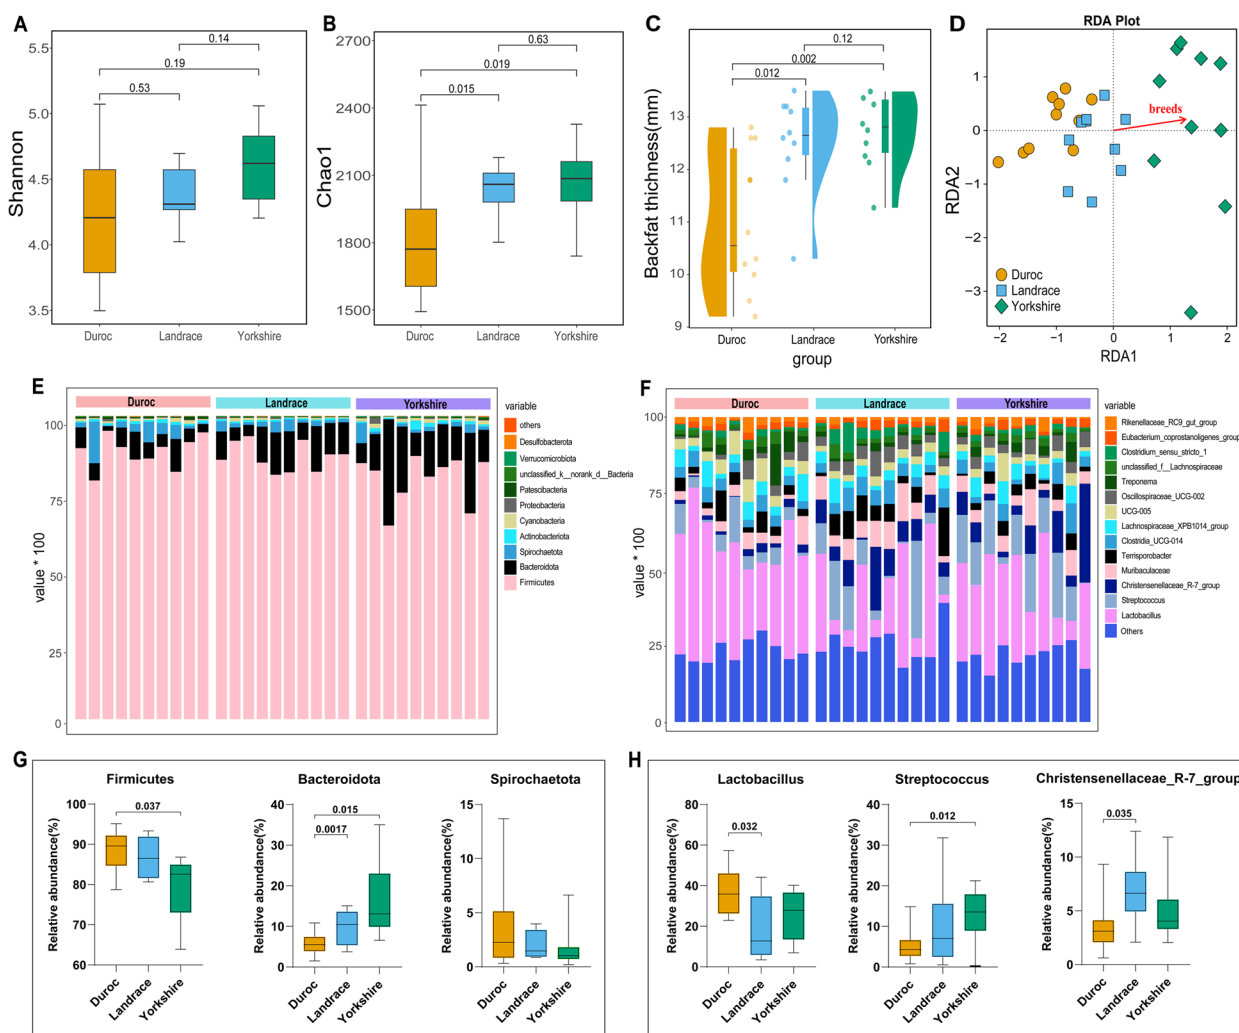 A
Shannon
5.5
5.0
4.5
4.0
3.5
0.14
0.19
0.53
Duroc
Landrace
Yorkshire
B
Chao1
2700
2400
2100
1800
1500
0.63
0.019
0.015
Duroc
Landrace
Yorkshire
C
Backfat thichness(mm)
13
12
11
10
9
0.12
0.002
0.012
Duroc
Landrace
Yorkshire
group
D
RDA Plot
RDA2
1
0
−1
−2
−3
breeds
Duroc
Landrace
Yorkshire
−2
−1
0
1
2
RDA1
E
Duroc
Landrace
Yorkshire
value * 100
100
75
50
25
0
variable
others
Desulfobacterota
Verrucomicrobiota
unclassified_k__norank_d__Bacteria
Patescibacteria
Proteobacteria
Cyanobacteria
Actinobacteriota
Spirochaetota
Bacteroidota
Firmicutes
F
Duroc
Landrace
Yorkshire
value * 100
100
75
50
25
0
variable
Rikenellaceae_RC9_gut_group
Eubacterium_coprostanoligenes_group
Clostridium_sensu_stricto_1
unclassified_f__Lachnospiraceae
Treponema
Oscillospiraceae_UCG-002
UCG-005
Lachnospiraceae_XPB1014_group
Clostridia_UCG-014
Terrisporobacter
Muribaculaceae
Christensenellaceae_R-7_group
Streptococcus
Lactobacillus
Others
G
Firmicutes
Relative abundance(%)
100
90
80
70
60
0.037
Duroc
Landrace
Yorkshire
Bacteroidota
Relative abundance(%)
40
30
20
10
0
0.015
0.0017
Duroc
Landrace
Yorkshire
Spirochaetota
Relative abundance(%)
15
10
5
0
Duroc
Landrace
Yorkshire
H
Lactobacillus
Relative abundance(%)
80
60
40
20
0
0.032
Duroc
Landrace
Yorkshire
Streptococcus
Relative abundance(%)
40
30
20
10
0
0.012
Duroc
Landrace
Yorkshire
Christensenellaceae_R-7_group
Relative abundance(%)
15
10
5
0
0.035
Duroc
Landrace
Yorkshire